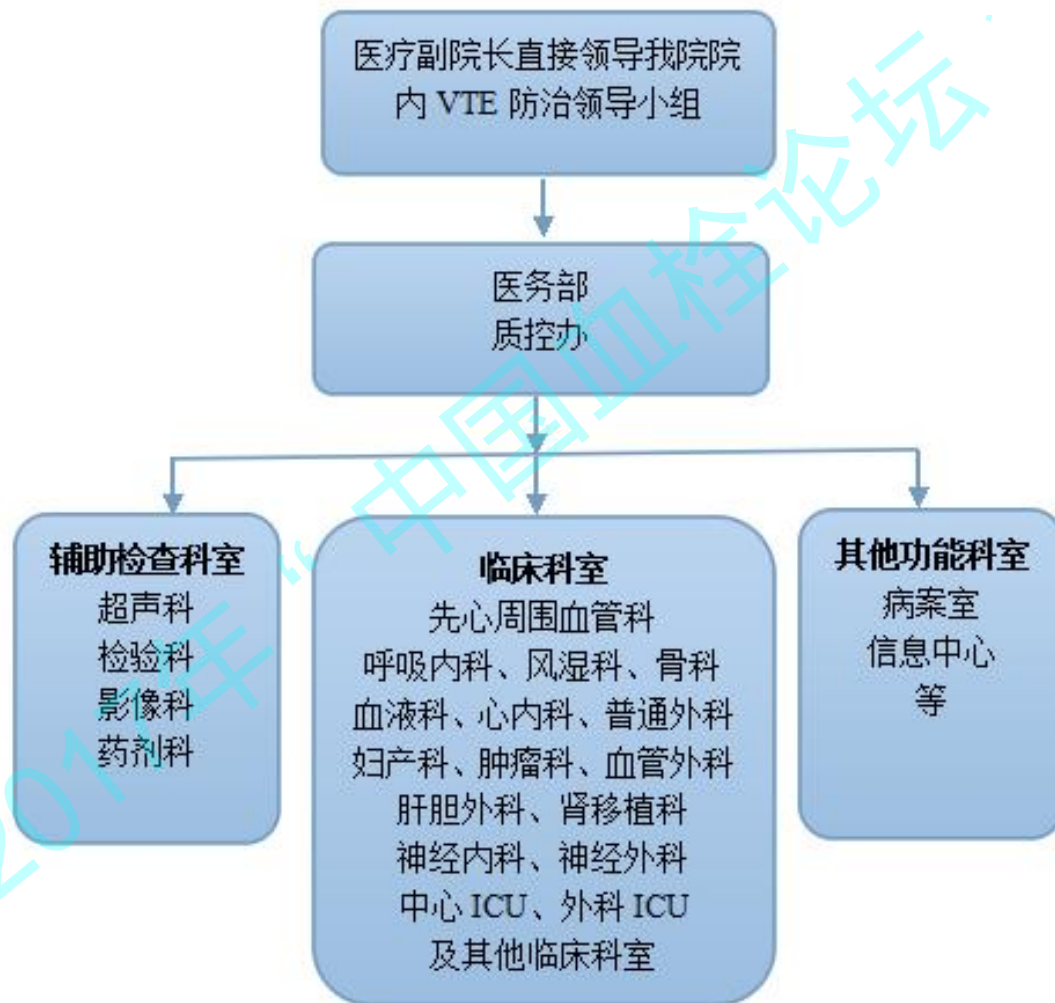 医疗副院长直接领导我院院
内 VTE 防治领导小组
医务部
质控办
辅助检查科室
超声科
检验科
影像科
药剂科
临床科室
先心周围血管科
呼吸内科、风湿科、骨科
血液科、心内科、普通外科
妇产科、肿瘤科、血管外科
肝胆外科、肾移植科
神经内科、神经外科
中心 ICU、外科 ICU
及其他临床科室
其他功能科室
病案室
信息中心
等
2017年“中国血栓论坛